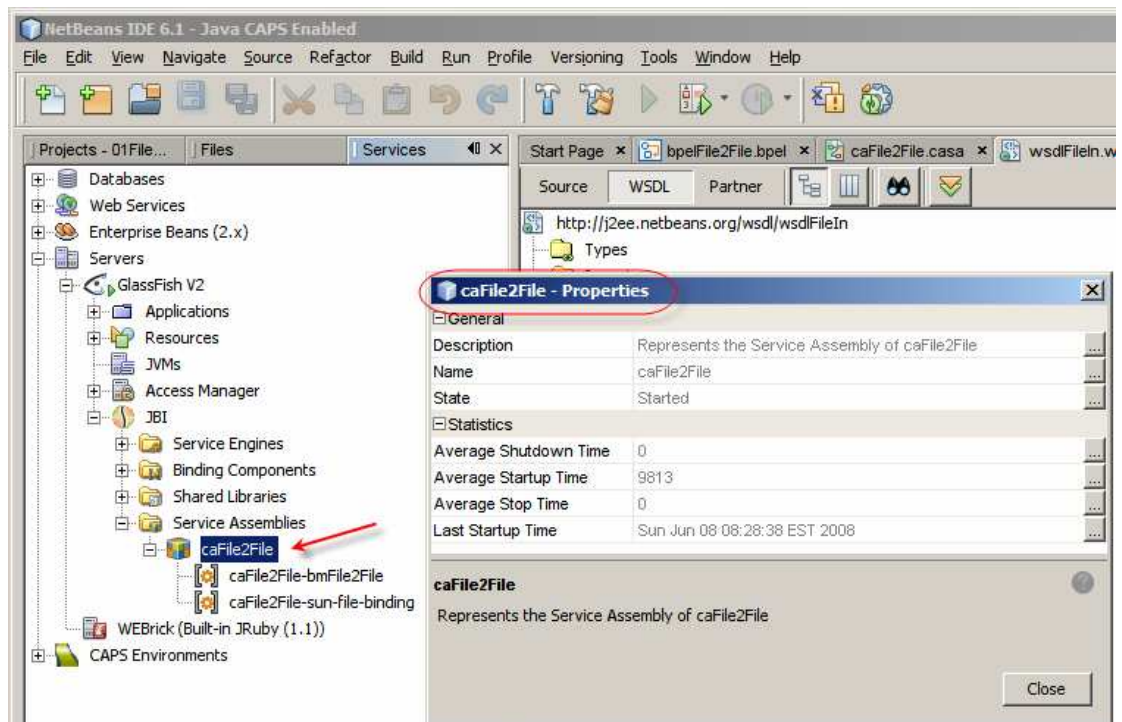 NetBeans IDE 6.1 - Java CAPS Enabled
File Edit View Navigate Source Refactor Build Run Profile Versioning Tools Window Help
Projects - 01File... Files Services
Start Page bpelFile2File.bpel caFile2File.casa wsdlFileIn.w
Source WSDL Partner
http://j2ee.netbeans.org/wsdl/wsdlFileIn
Types
Databases
Web Services
Enterprise Beans (2.x)
Servers
GlassFish V2
Applications
Resources
JVMs
Access Manager
JBI
Service Engines
Binding Components
Shared Libraries
Service Assemblies
caFile2File
caFile2File-bmFile2File
caFile2File-sun-file-binding
WEBrick (Built-in JRuby (1.1))
CAPS Environments
caFile2File - Properties
General
Description Represents the Service Assembly of caFile2File ...
Name caFile2File ...
State Started ...
Statistics
Average Shutdown Time 0 ...
Average Startup Time 9813 ...
Average Stop Time 0 ...
Last Startup Time Sun Jun 08 08:28:38 EST 2008 ...
caFile2File
Represents the Service Assembly of caFile2File
Close